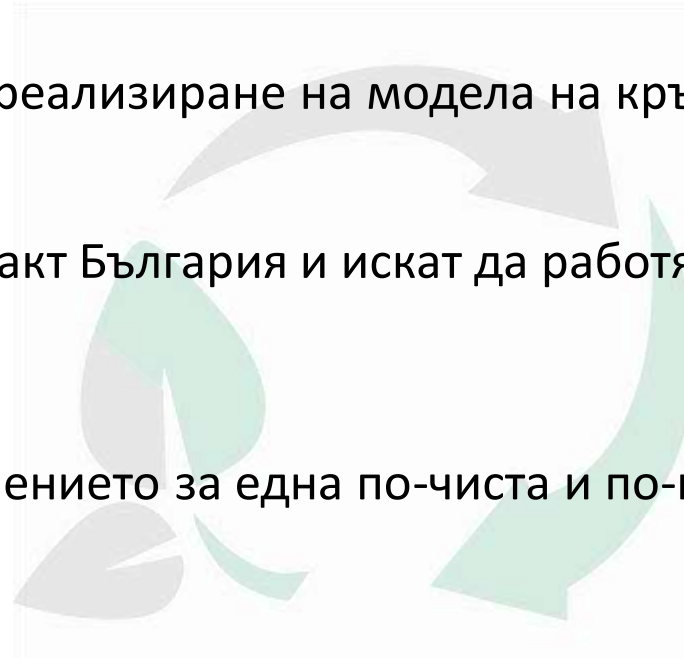 реализиране на модела на кръ
акт България и искат да работя
ението за една по-чиста и по-